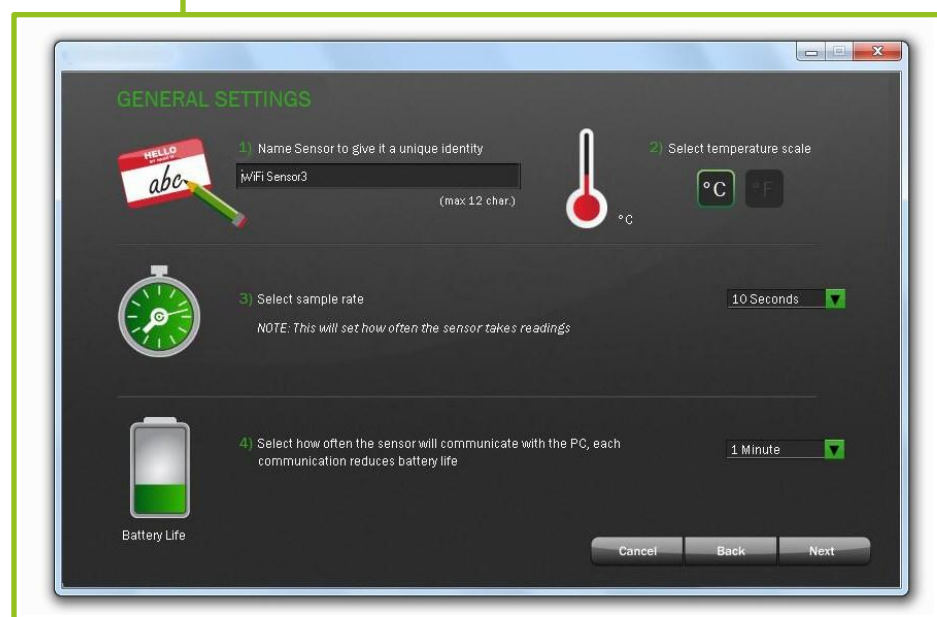 GENERAL SETTINGS
HELLO
MY NAME IS
abc
1) Name Sensor to give it a unique identity
WiFi Sensor3
(max 12 char.)
°C
2) Select temperature scale
°C °F
3) Select sample rate
10 Seconds
NOTE: This will set how often the sensor takes readings
4) Select how often the sensor will communicate with the PC, each
communication reduces battery life
1 Minute
Battery Life
Cancel Back Next